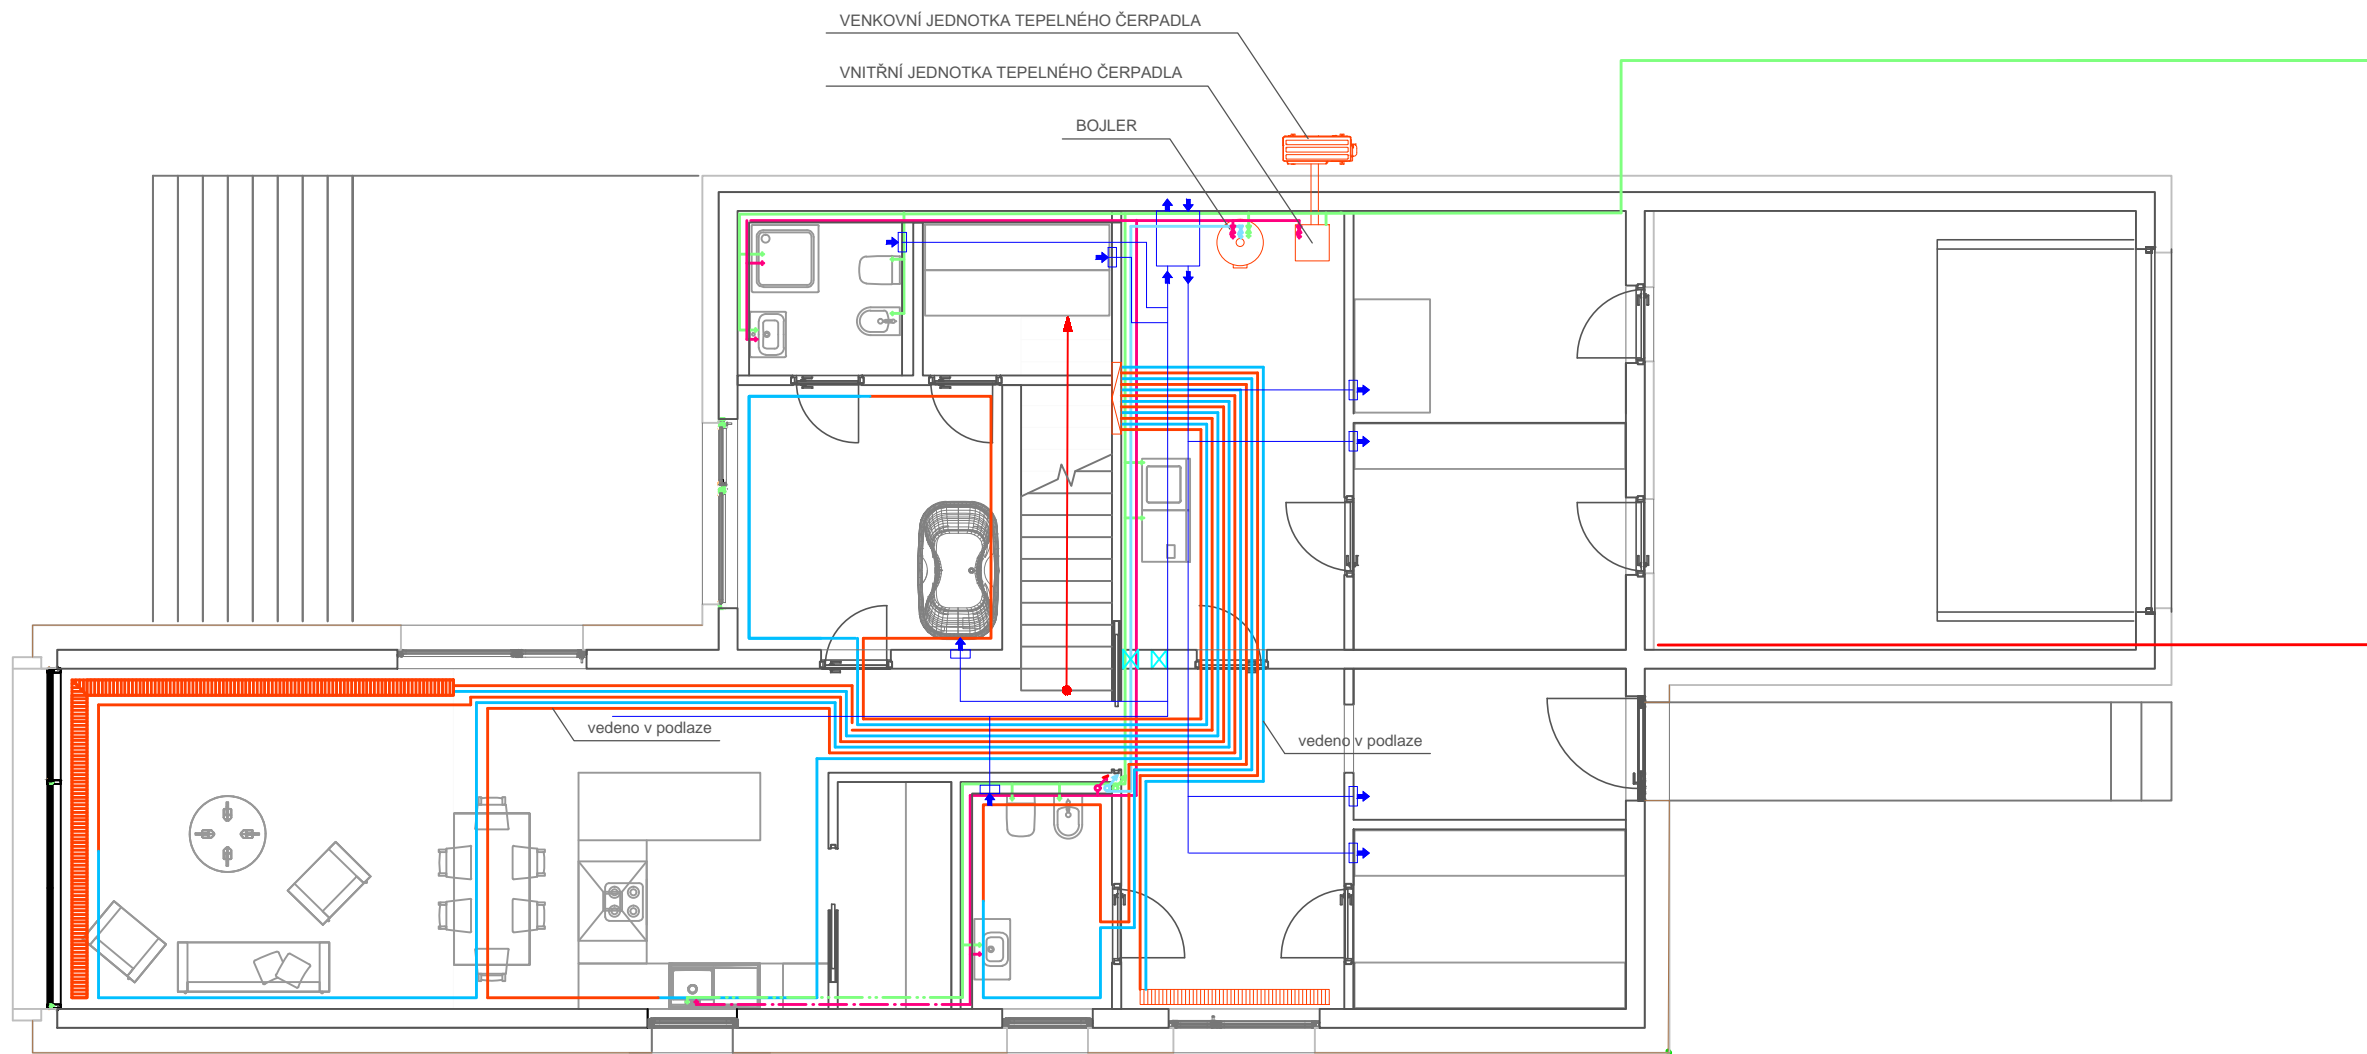 VENKOVNÍ JEDNOTKA TEPELNÉHO ČERPADLA
VNITŘNÍ JEDNOTKA TEPELNÉHO ČERPADLA
BOJLER
vedeno v podlaze
vedeno v podlaze